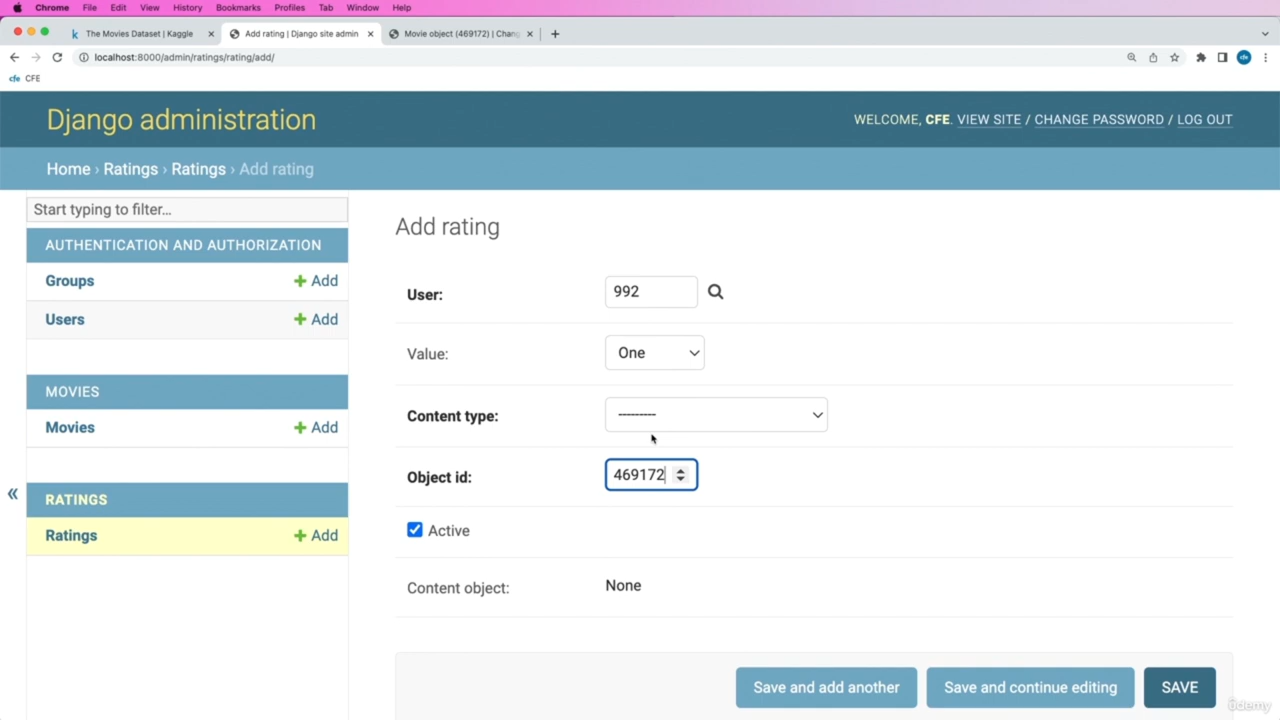 Chrome File Edit View History Bookmarks Profiles Tab Window Help
The Movies Dataset | Kaggle Add rating | Django site admin Movie object (469172) | Chang
localhost:8000/admin/ratings/rating/add/
cfe CFE
Django administration
WELCOME, CFE. VIEW SITE / CHANGE PASSWORD / LOG OUT
Home › Ratings › Ratings › Add rating
Start typing to filter…
AUTHENTICATION AND AUTHORIZATION
Groups + Add
Users + Add
MOVIES
Movies + Add
RATINGS
Ratings + Add
«
Add rating
User: 992
Value: One
Content type: ---------
Object id: 469172
Active
Content object: None
Save and add another Save and continue editing SAVE
ûdemy